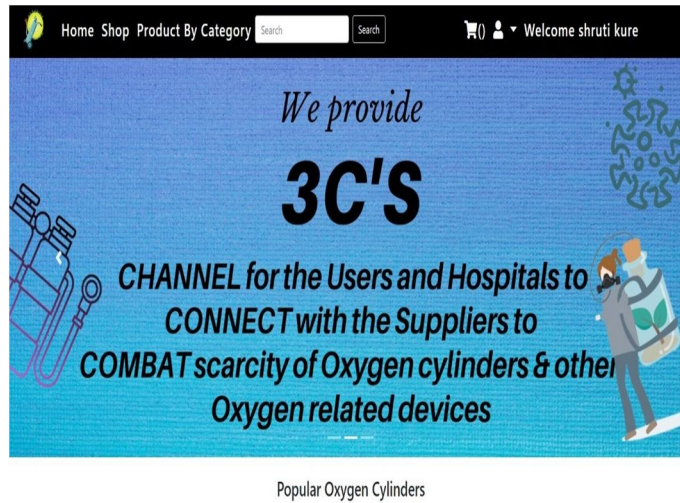 Home Shop Product By Category Search Search () Welcome shruti kure
We provide
3C'S
CHANNEL for the Users and Hospitals to
CONNECT with the Suppliers to
COMBAT scarcity of Oxygen cylinders & other
Oxygen related devices
Popular Oxygen Cylinders